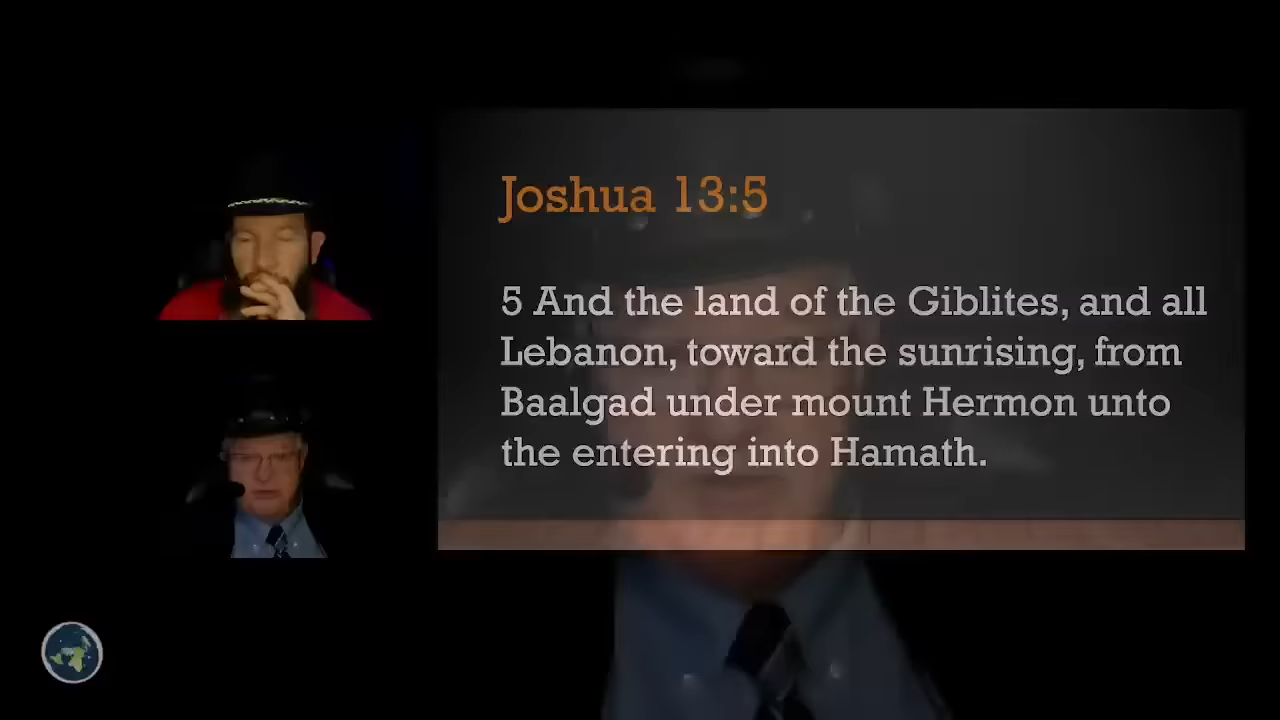 Joshua 13:5
5 And the land of the Giblites, and all
Lebanon, toward the sunrising, from
Baalgad under mount Hermon unto
the entering into Hamath.